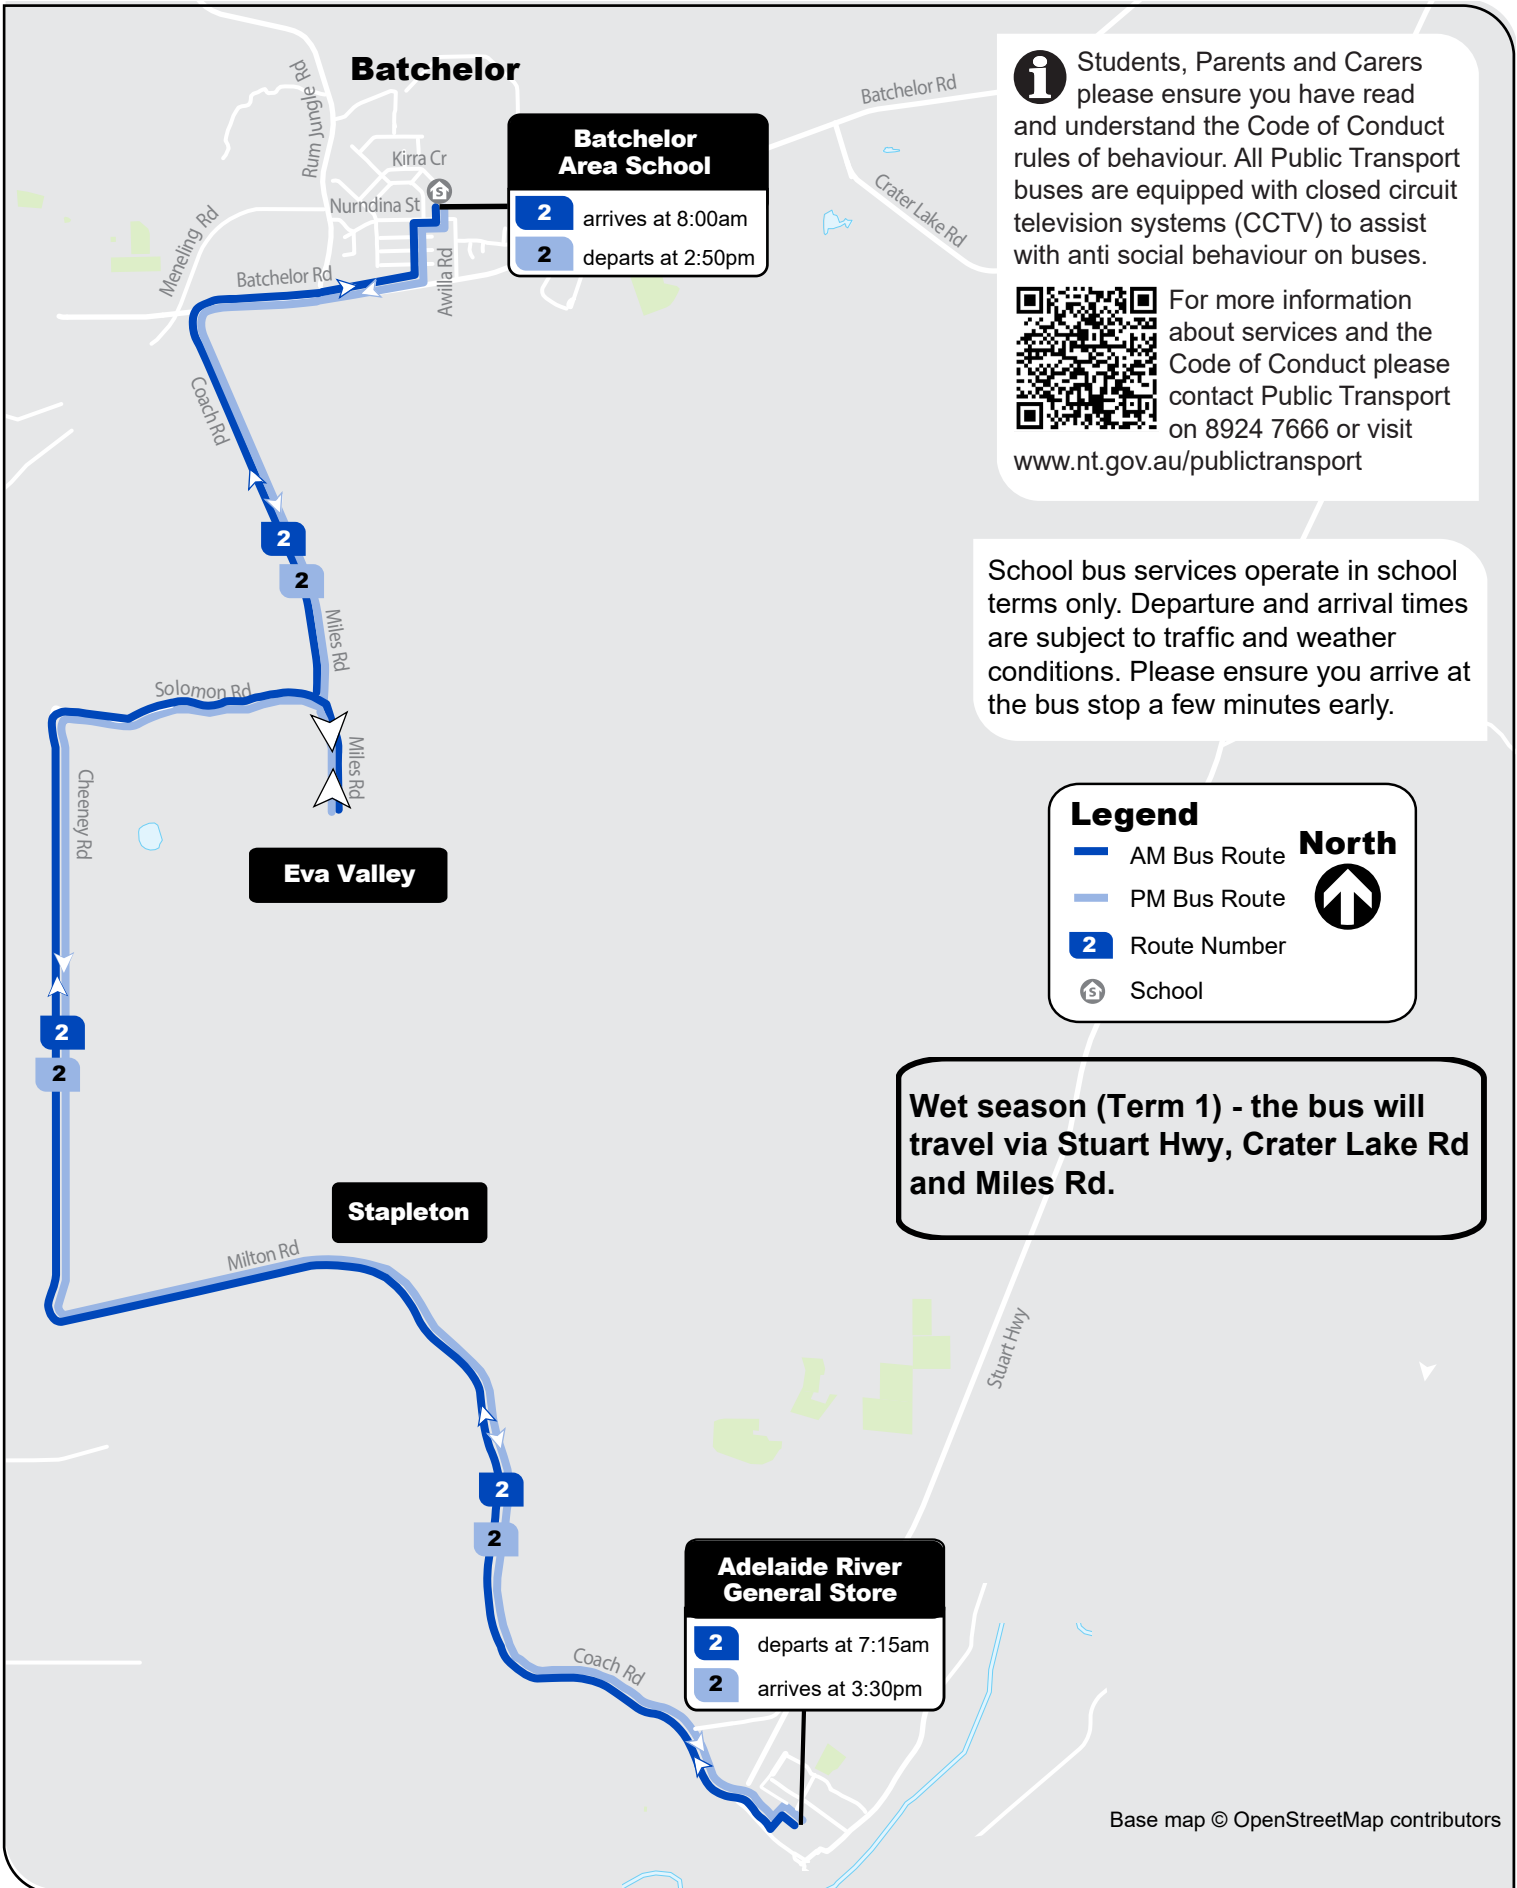 Batchelor
Rum Jungle Rd
Batchelor Rd
Kirra Cr
Nurndina St
Meneling Rd
Batchelor Rd
Awilla Rd
Crater Lake Rd
Batchelor
Area School
2 arrives at 8:00am
2 departs at 2:50pm
i Students, Parents and Carers
please ensure you have read
and understand the Code of Conduct
rules of behaviour. All Public Transport
buses are equipped with closed circuit
television systems (CCTV) to assist
with anti social behaviour on buses.
For more information
about services and the
Code of Conduct please
contact Public Transport
on 8924 7666 or visit
www.nt.gov.au/publictransport
Coach Rd
2
2
Miles Rd
Solomon Rd
Miles Rd
School bus services operate in school
terms only. Departure and arrival times
are subject to traffic and weather
conditions. Please ensure you arrive at
the bus stop a few minutes early.
Cheeney Rd
Eva Valley
Legend
North
AM Bus Route
PM Bus Route
2 Route Number
S School
2
2
Wet season (Term 1) - the bus will
travel via Stuart Hwy, Crater Lake Rd
and Miles Rd.
Stapleton
Milton Rd
Stuart Hwy
2
2
Adelaide River
General Store
2 departs at 7:15am
2 arrives at 3:30pm
Coach Rd
Base map © OpenStreetMap contributors
S